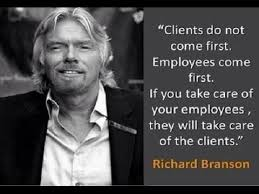 “Clients do not
come first.
Employees come
first.
If you take care of
your employees ,
they will take care
of the clients.”
Richard Branson